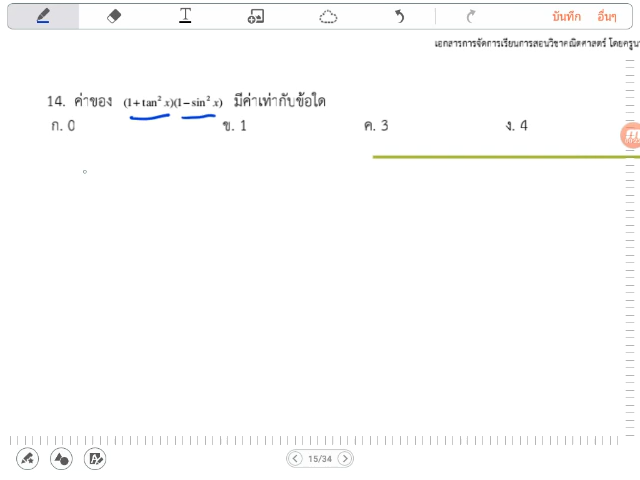 บันทึก อื่นๆ
เอกสารการจัดการเรียนการสอนวิชาคณิตศาสตร์ โดยครูน
14. ค่าของ (1+tan² x)(1−sin² x) มีค่าเท่ากับข้อใด
ก. 0 ข. 1 ค. 3 ง. 4
15/34